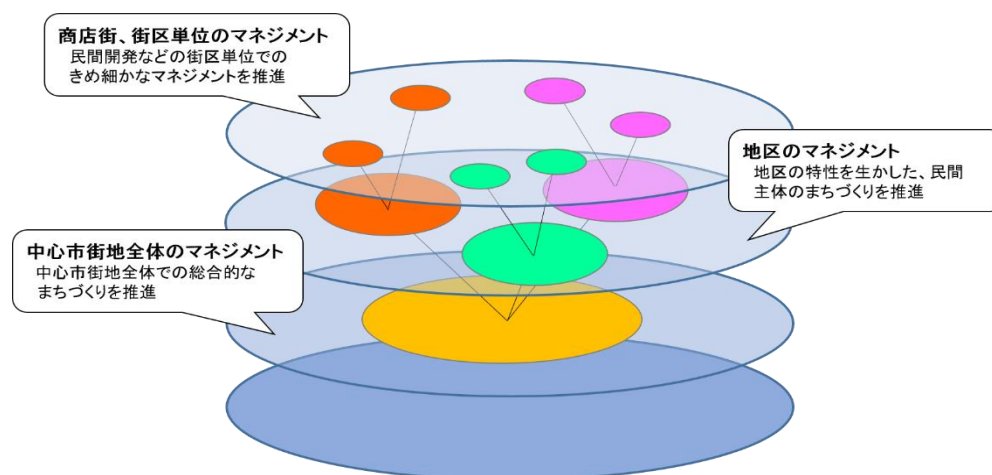 商店街、街区単位のマネジメント
民間開発などの街区単位での
きめ細かなマネジメントを推進
地区のマネジメント
地区の特性を生かした、民間
主体のまちづくりを推進
中心市街地全体のマネジメント
中心市街地全体での総合的な
まちづくりを推進